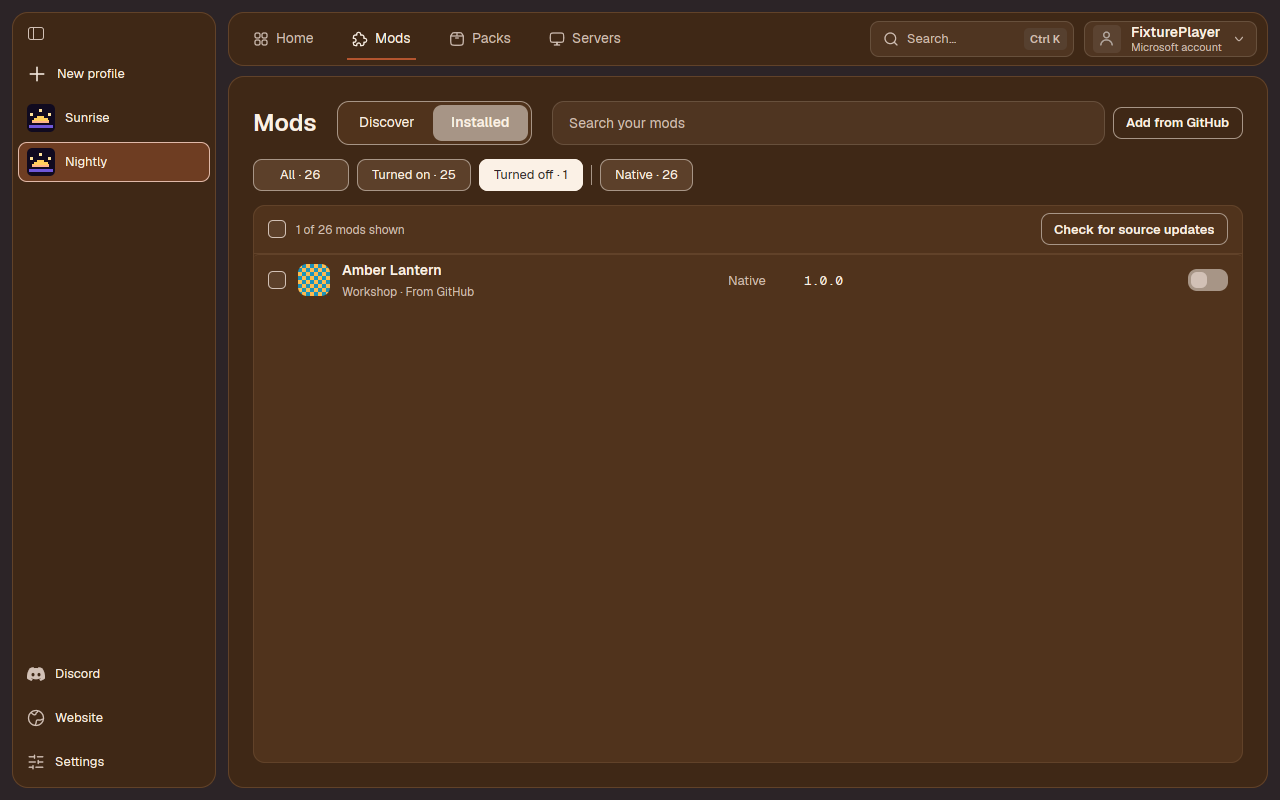 New profile
Sunrise
Nightly
Discord
Website
Settings
Home
Mods
Packs
Servers
Search...
Ctrl K
FixturePlayer
Microsoft account
Mods
Discover
Installed
Search your mods
Add from GitHub
All · 26
Turned on · 25
Turned off · 1
Native · 26
1 of 26 mods shown
Check for source updates
Amber Lantern
Workshop · From GitHub
Native
1.0.0